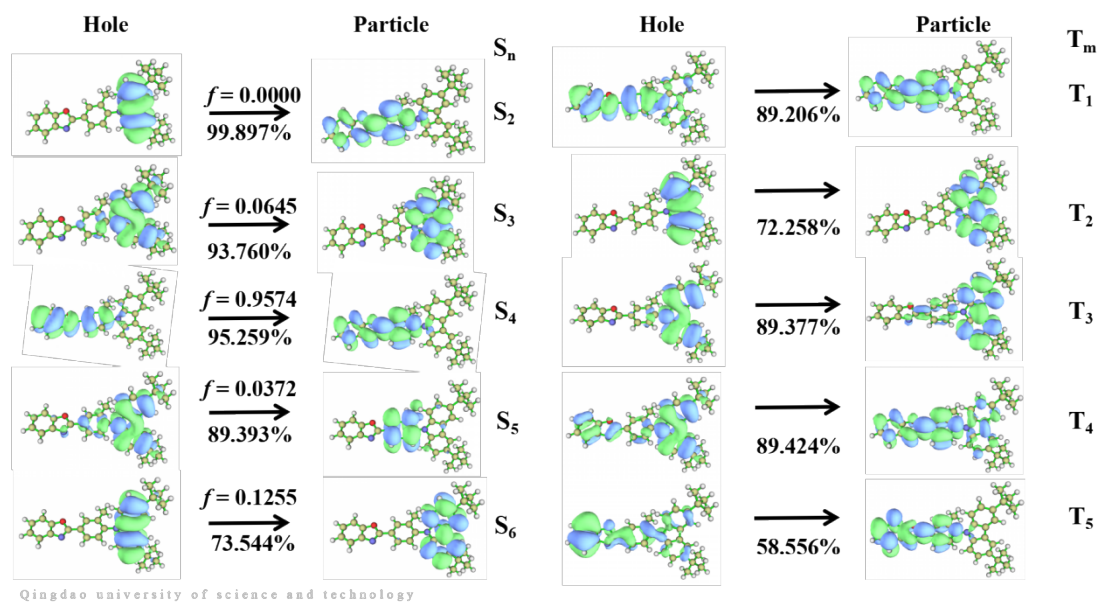 Hole Particle Hole Particle
Sn Tm
f = 0.0000
99.897%
S2
89.206%
T1
f = 0.0645
93.760%
S3
72.258%
T2
f = 0.9574
95.259%
S4
89.377%
T3
f = 0.0372
89.393%
S5
89.424%
T4
f = 0.1255
73.544%
S6
58.556%
T5
Qingdao university of science and technology